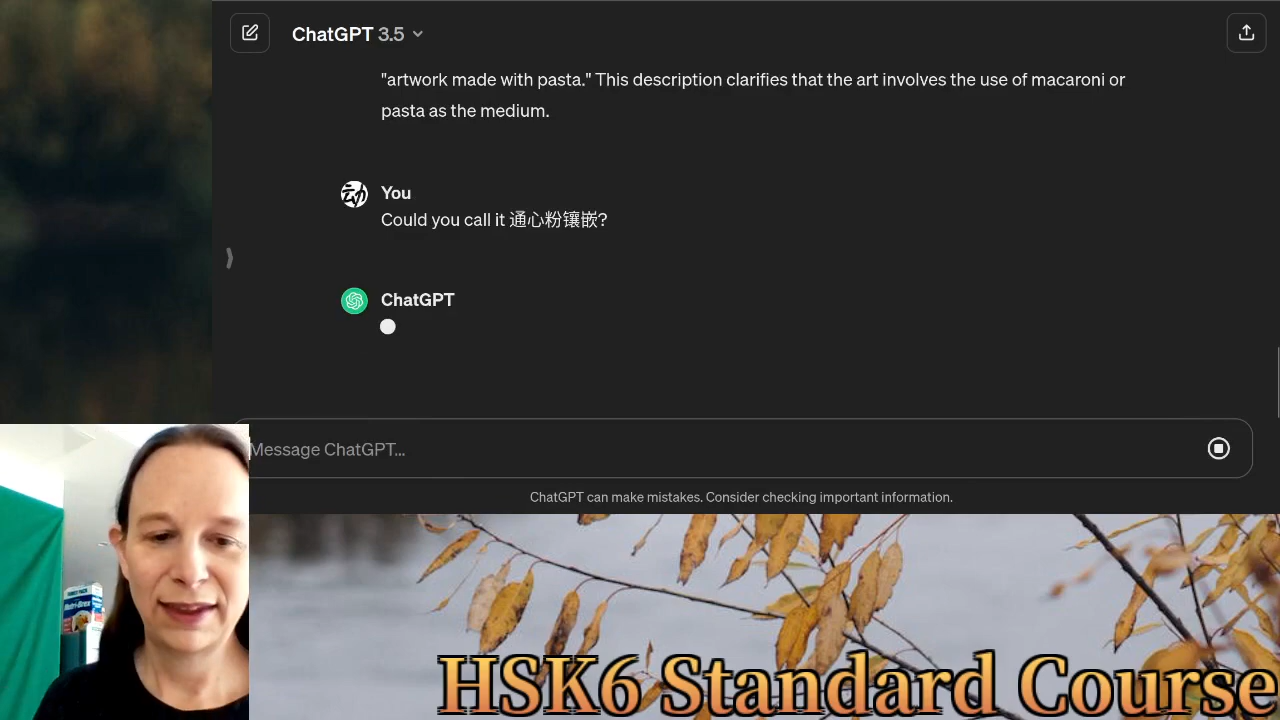 ChatGPT 3.5
"artwork made with pasta." This description clarifies that the art involves the use of macaroni or
pasta as the medium.
You
Could you call it 通心粉镶嵌?
ChatGPT
Message ChatGPT...
ChatGPT can make mistakes. Consider checking important information.
HSK6 Standard Course